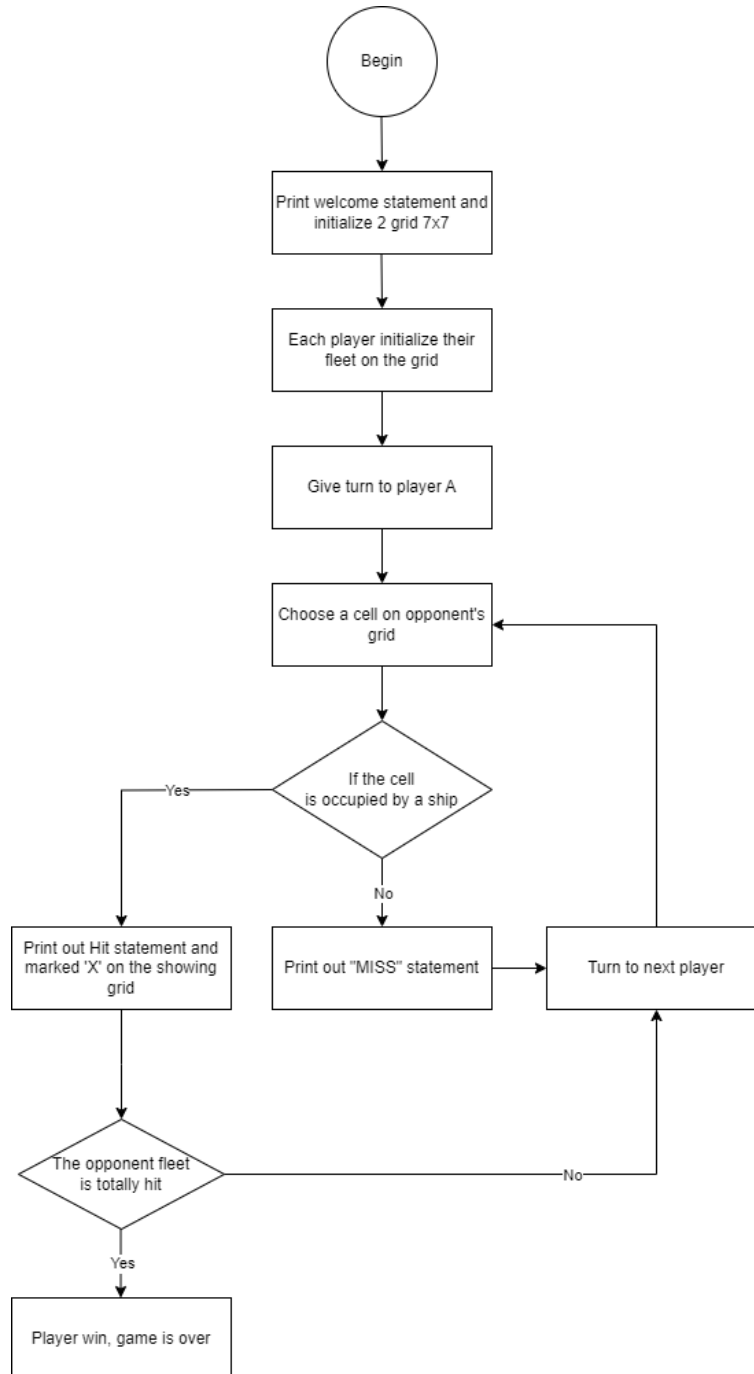 Begin
Print welcome statement and
initialize 2 grid 7x7
Each player initialize their
fleet on the grid
Give turn to player A
Choose a cell on opponent's
grid
If the cell
is occupied by a ship
Yes
No
Print out Hit statement and
marked 'X' on the showing
grid
Print out "MISS" statement
Turn to next player
The opponent fleet
is totally hit
No
Yes
Player win, game is over